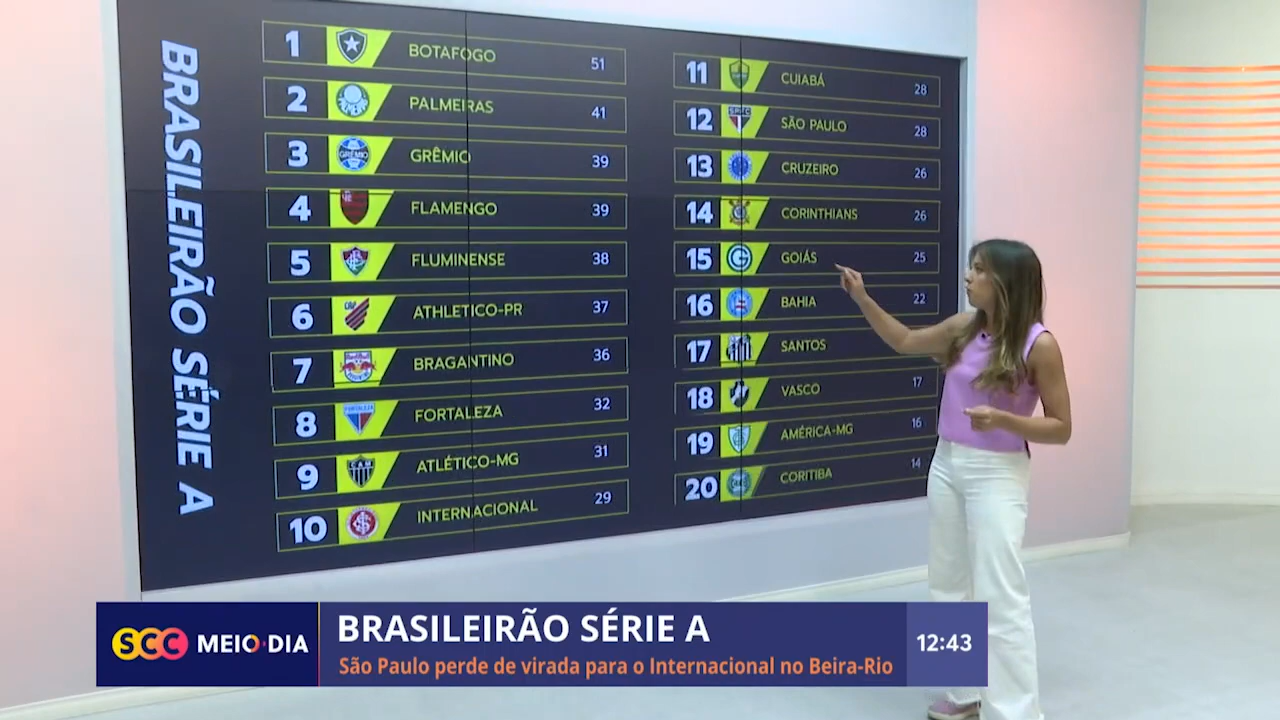 BRASILEIRÃO SÉRIE A
1 BOTAFOGO 51
2 PALMEIRAS 41
3 GRÊMIO 39
4 FLAMENGO 39
5 FLUMINENSE 38
6 ATHLETICO-PR 37
7 BRAGANTINO 36
8 FORTALEZA 32
9 ATLÉTICO-MG 31
10 INTERNACIONAL 29
11 CUIABÁ 28
12 SÃO PAULO 28
13 CRUZEIRO 26
14 CORINTHIANS 26
15 GOIÁS 25
16 BAHIA 22
17 SANTOS
18 VASCO 17
19 AMÉRICA-MG 16
20 CORITIBA 14
SCC MEIO-DIA
BRASILEIRÃO SÉRIE A
São Paulo perde de virada para o Internacional no Beira-Rio
12:43